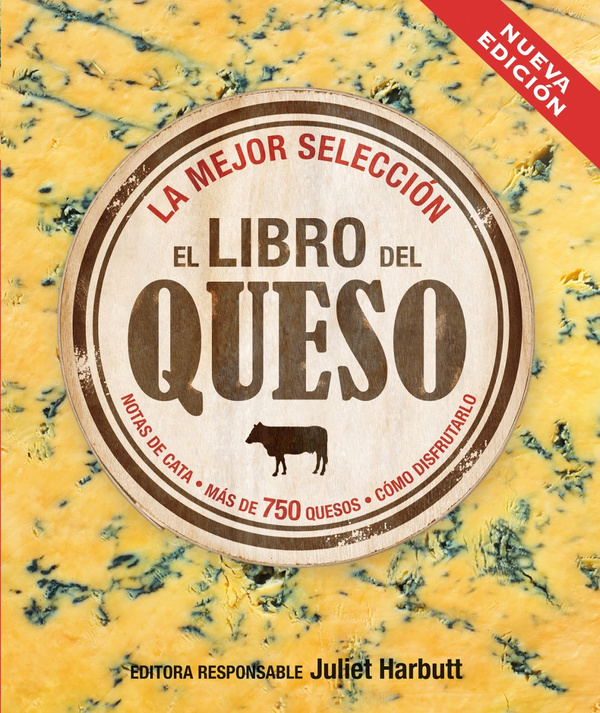 NUEVA
EDICIÓN
LA MEJOR SELECCIÓN
EL LIBRO DEL
QUESO
NOTAS DE CATA • MÁS DE 750 QUESOS • CÓMO DISFRUTARLO
EDITORA RESPONSABLE Juliet Harbutt